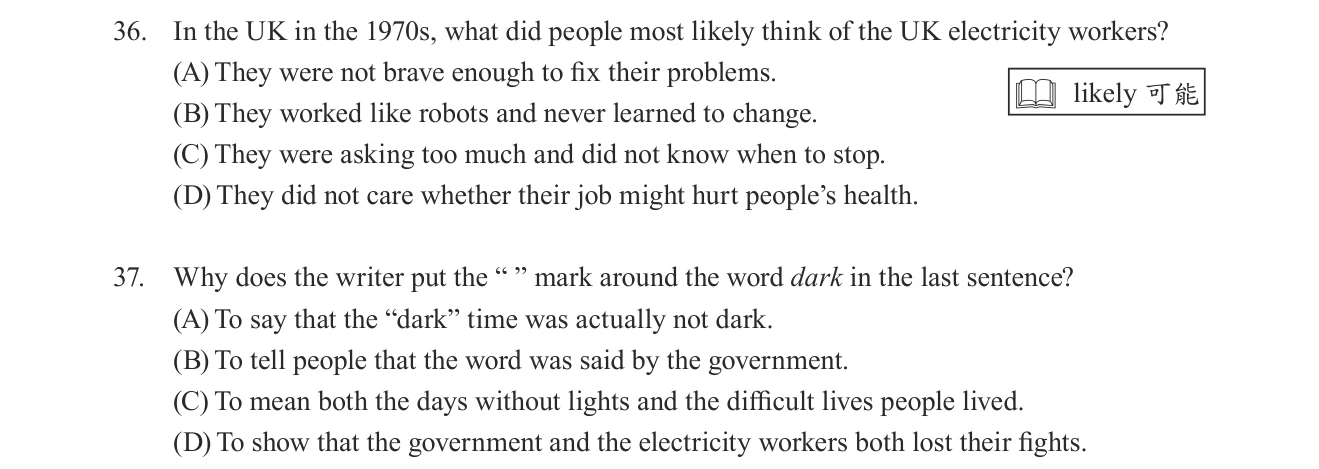 36. In the UK in the 1970s, what did people most likely think of the UK electricity workers?
(A) They were not brave enough to fix their problems.
likely 可能
(B) They worked like robots and never learned to change.
(C) They were asking too much and did not know when to stop.
(D) They did not care whether their job might hurt people’s health.
37. Why does the writer put the “ ” mark around the word dark in the last sentence?
(A) To say that the “dark” time was actually not dark.
(B) To tell people that the word was said by the government.
(C) To mean both the days without lights and the difficult lives people lived.
(D) To show that the government and the electricity workers both lost their fights.